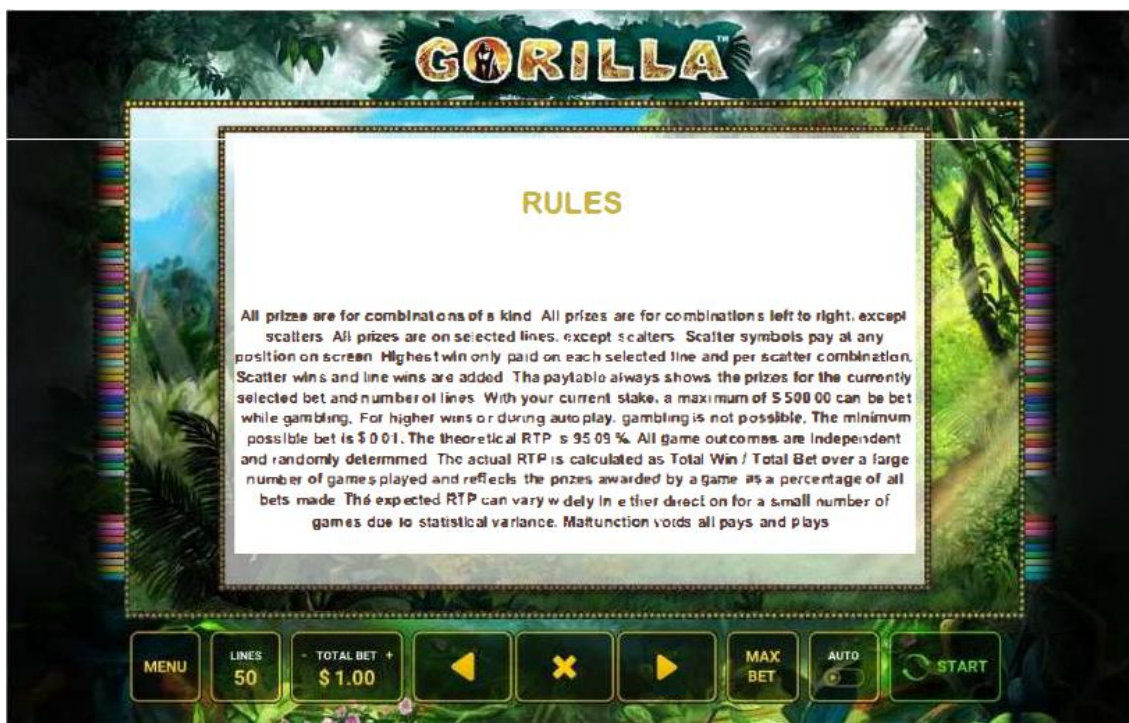 GORILLA™
RULES
All prizes are for combinations of a kind. All prizes are for combinations left to right, except
scatters. All prizes are on selected lines, except scatters. Scatter symbols pay at any
position on screen. Highest win only paid on each selected line and per scatter combination.
Scatter wins and line wins are added. The paytable always shows the prizes for the currently
selected bet and number of lines. With your current stake, a maximum of $ 500.00 can be bet
while gambling. For higher wins or during autoplay, gambling is not possible. The minimum
possible bet is $ 0.01. The theoretical RTP is 95.09 %. All game outcomes are independent
and randomly determined. The actual RTP is calculated as Total Win / Total Bet over a large
number of games played and reflects the prizes awarded by a game as a percentage of all
bets made. The expected RTP can vary widely in either direction for a small number of
games due to statistical variance. Malfunction voids all pays and plays.
MENU
LINES
50
- TOTAL BET +
$ 1.00
MAX
BET
AUTO
START